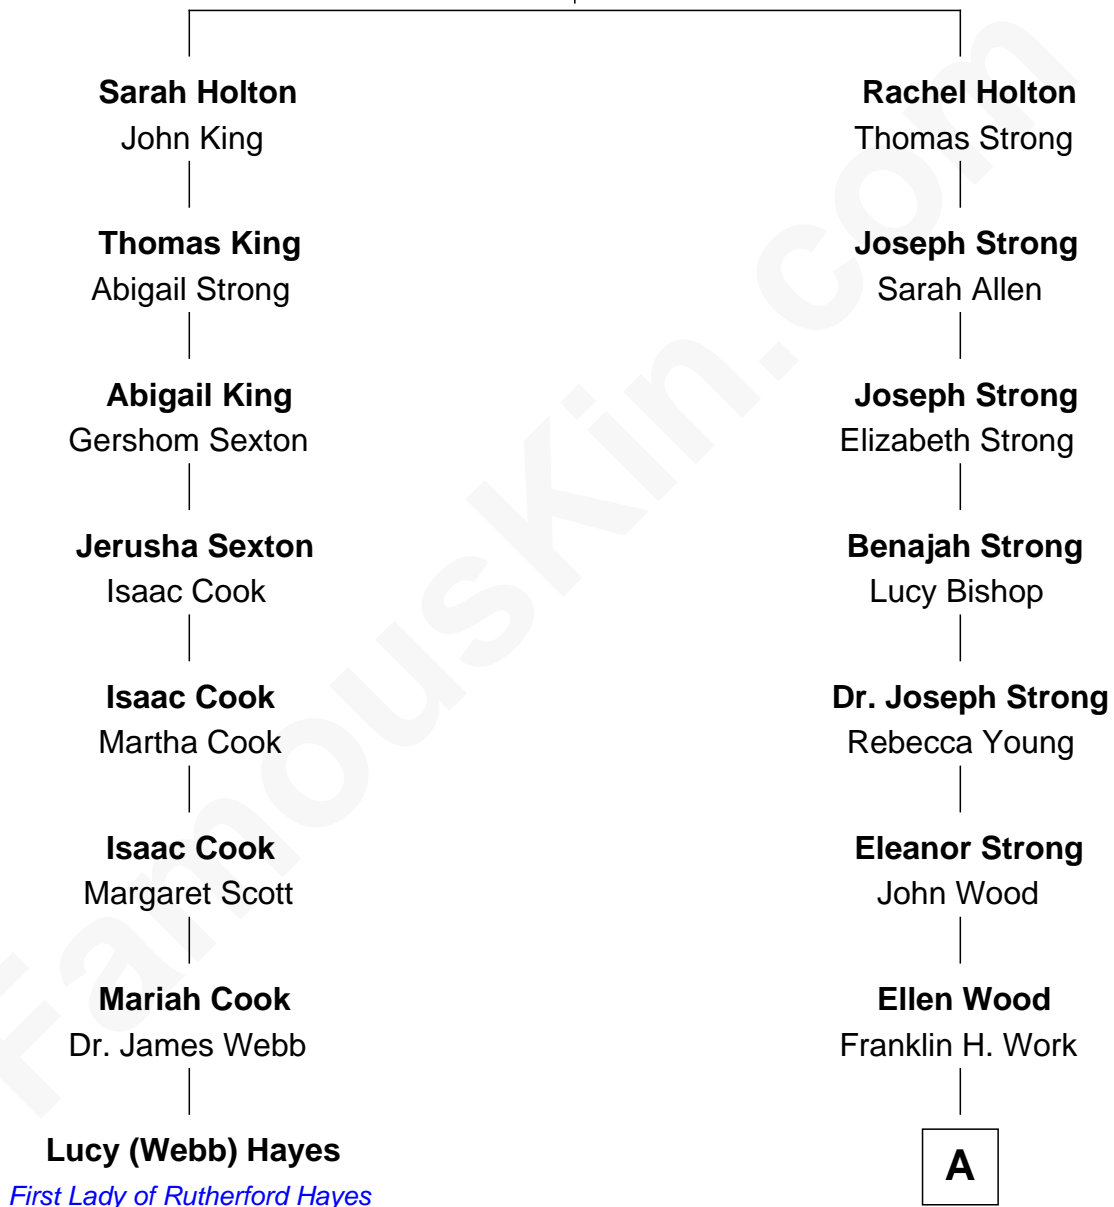 Sarah Holton
John King
Rachel Holton
Thomas Strong
Thomas King
Abigail Strong
Joseph Strong
Sarah Allen
Abigail King
Gershom Sexton
Joseph Strong
Elizabeth Strong
Jerusha Sexton
Isaac Cook
Benajah Strong
Lucy Bishop
Isaac Cook
Martha Cook
Dr. Joseph Strong
Rebecca Young
Isaac Cook
Margaret Scott
Eleanor Strong
John Wood
Mariah Cook
Dr. James Webb
Ellen Wood
Franklin H. Work
Lucy (Webb) Hayes
First Lady of Rutherford Hayes
A
FamousKin.com